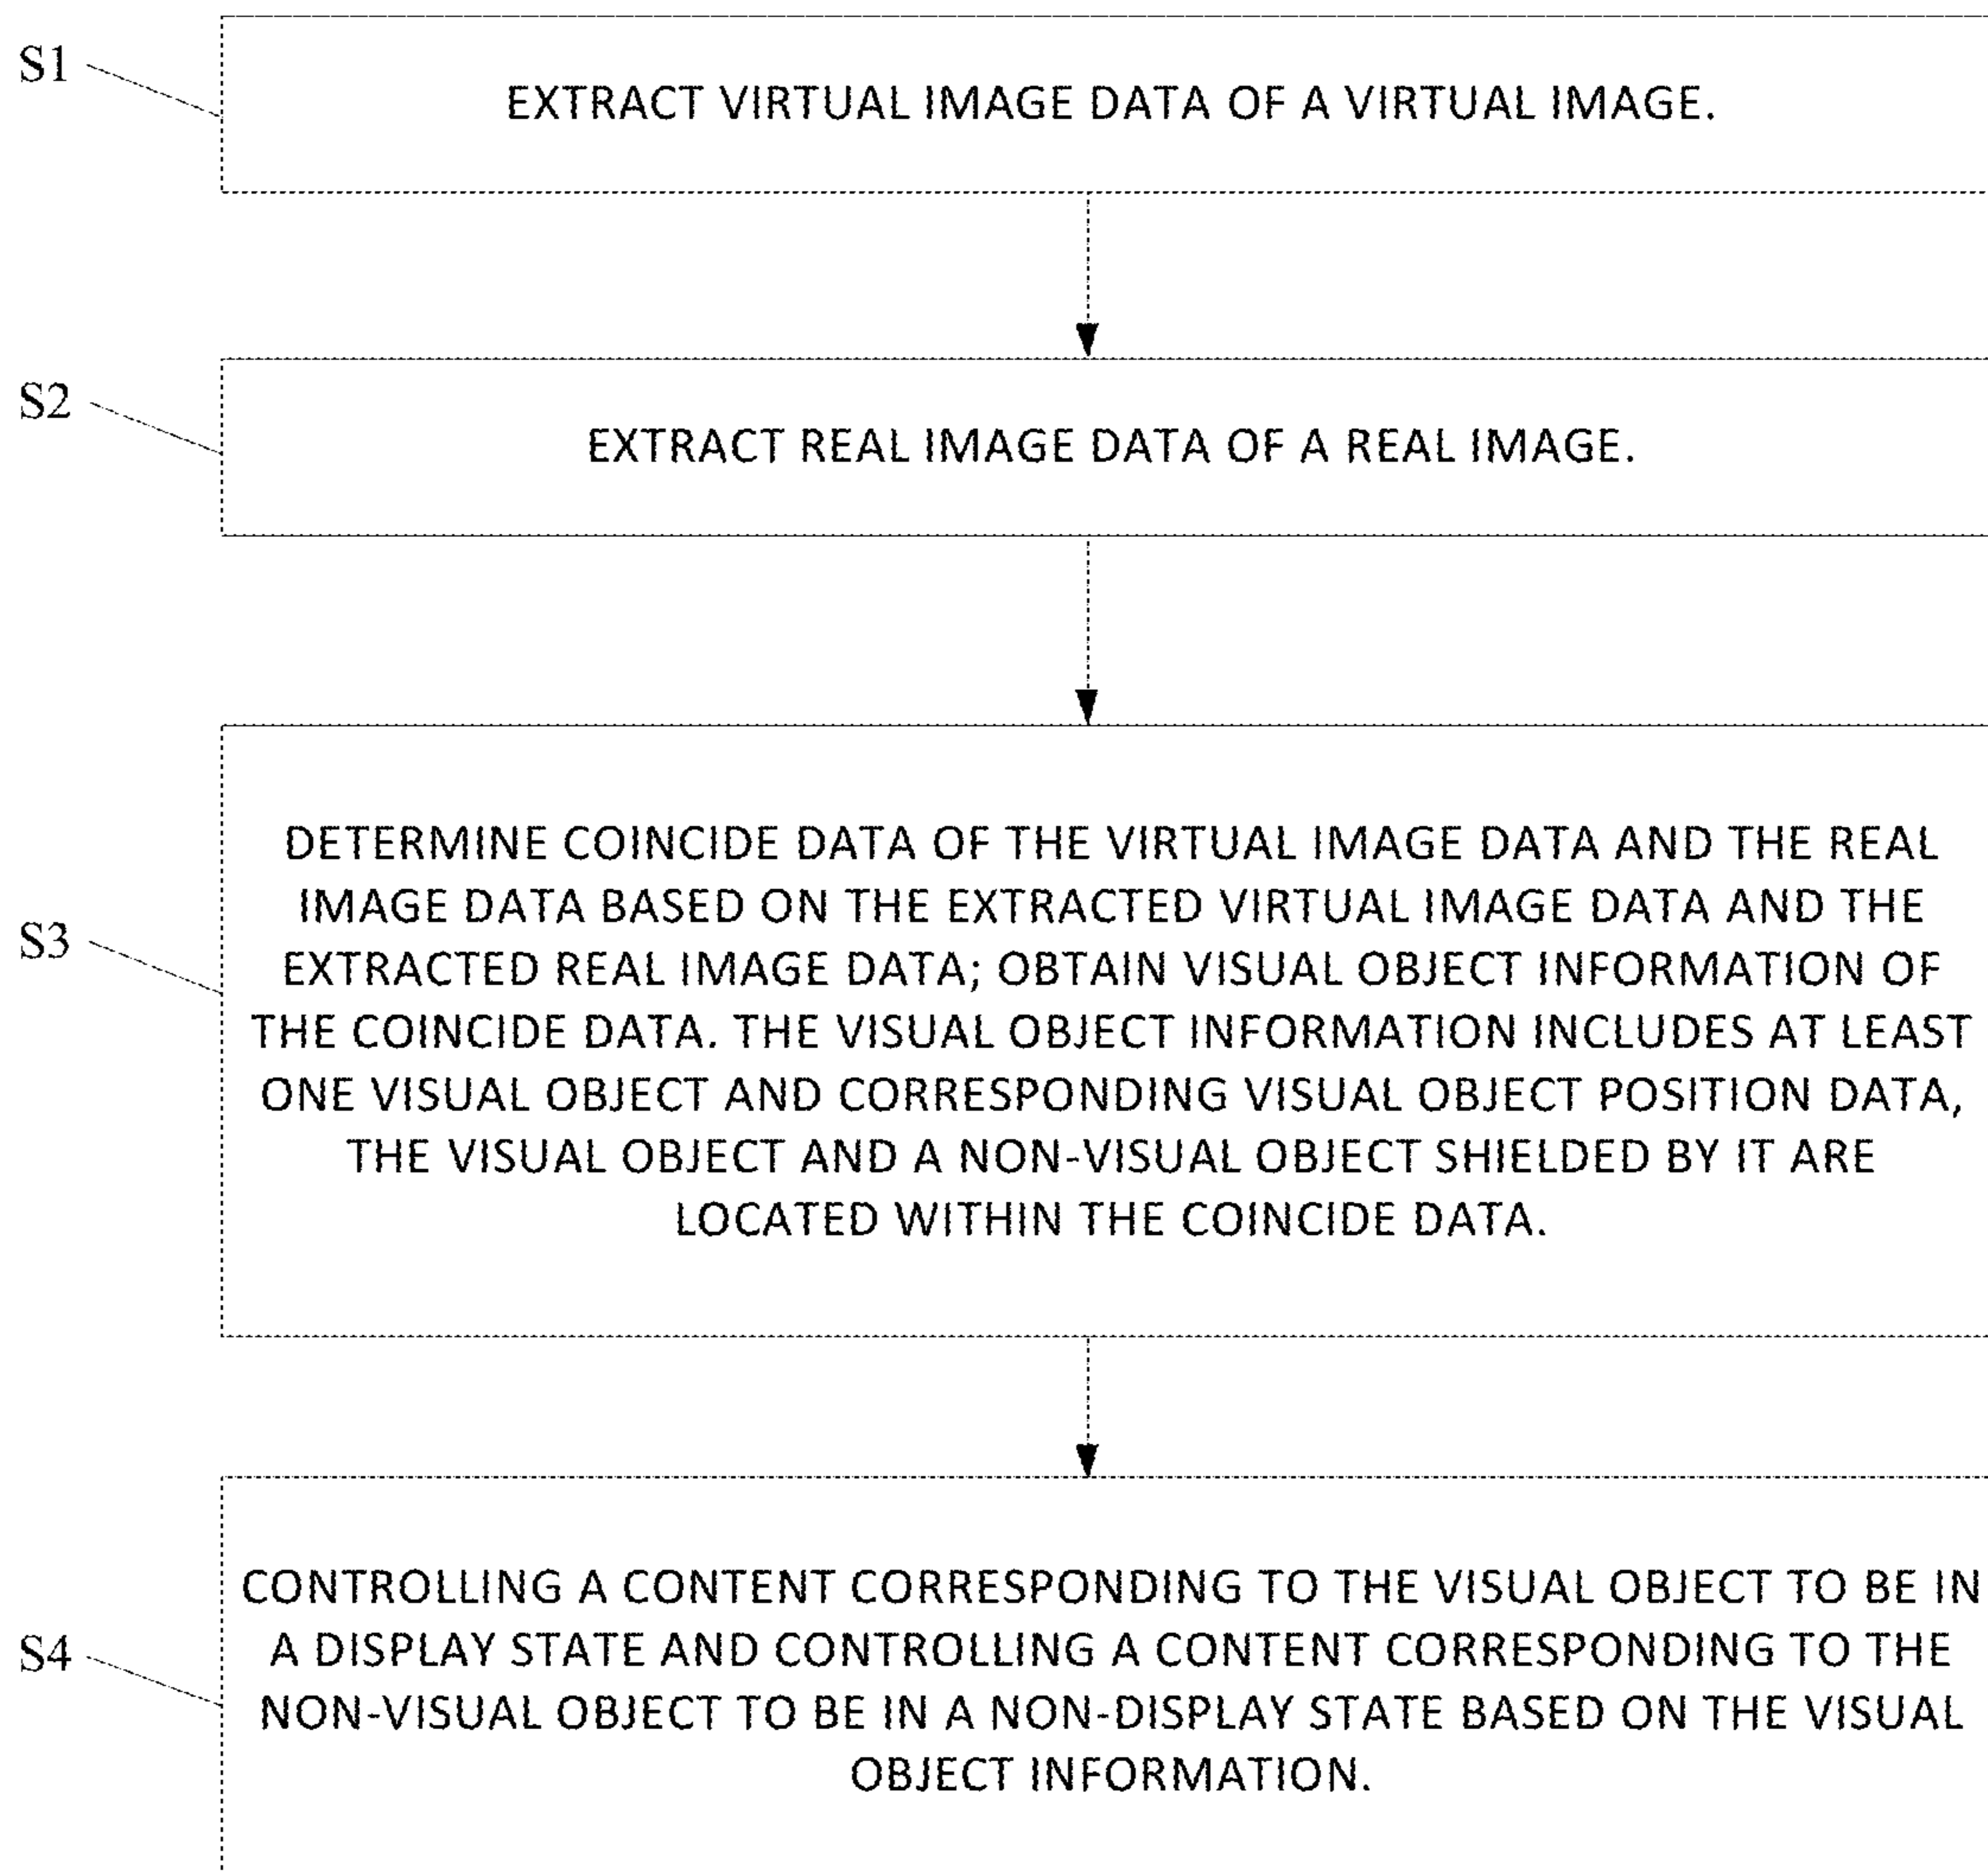 S1
EXTRACT VIRTUAL IMAGE DATA OF A VIRTUAL IMAGE.
S2
EXTRACT REAL IMAGE DATA OF A REAL IMAGE.
S3
DETERMINE COINCIDE DATA OF THE VIRTUAL IMAGE DATA AND THE REAL
IMAGE DATA BASED ON THE EXTRACTED VIRTUAL IMAGE DATA AND THE
EXTRACTED REAL IMAGE DATA; OBTAIN VISUAL OBJECT INFORMATION OF
THE COINCIDE DATA. THE VISUAL OBJECT INFORMATION INCLUDES AT LEAST
ONE VISUAL OBJECT AND CORRESPONDING VISUAL OBJECT POSITION DATA,
THE VISUAL OBJECT AND A NON-VISUAL OBJECT SHIELDED BY IT ARE
LOCATED WITHIN THE COINCIDE DATA.
S4
CONTROLLING A CONTENT CORRESPONDING TO THE VISUAL OBJECT TO BE IN
A DISPLAY STATE AND CONTROLLING A CONTENT CORRESPONDING TO THE
NON-VISUAL OBJECT TO BE IN A NON-DISPLAY STATE BASED ON THE VISUAL
OBJECT INFORMATION.